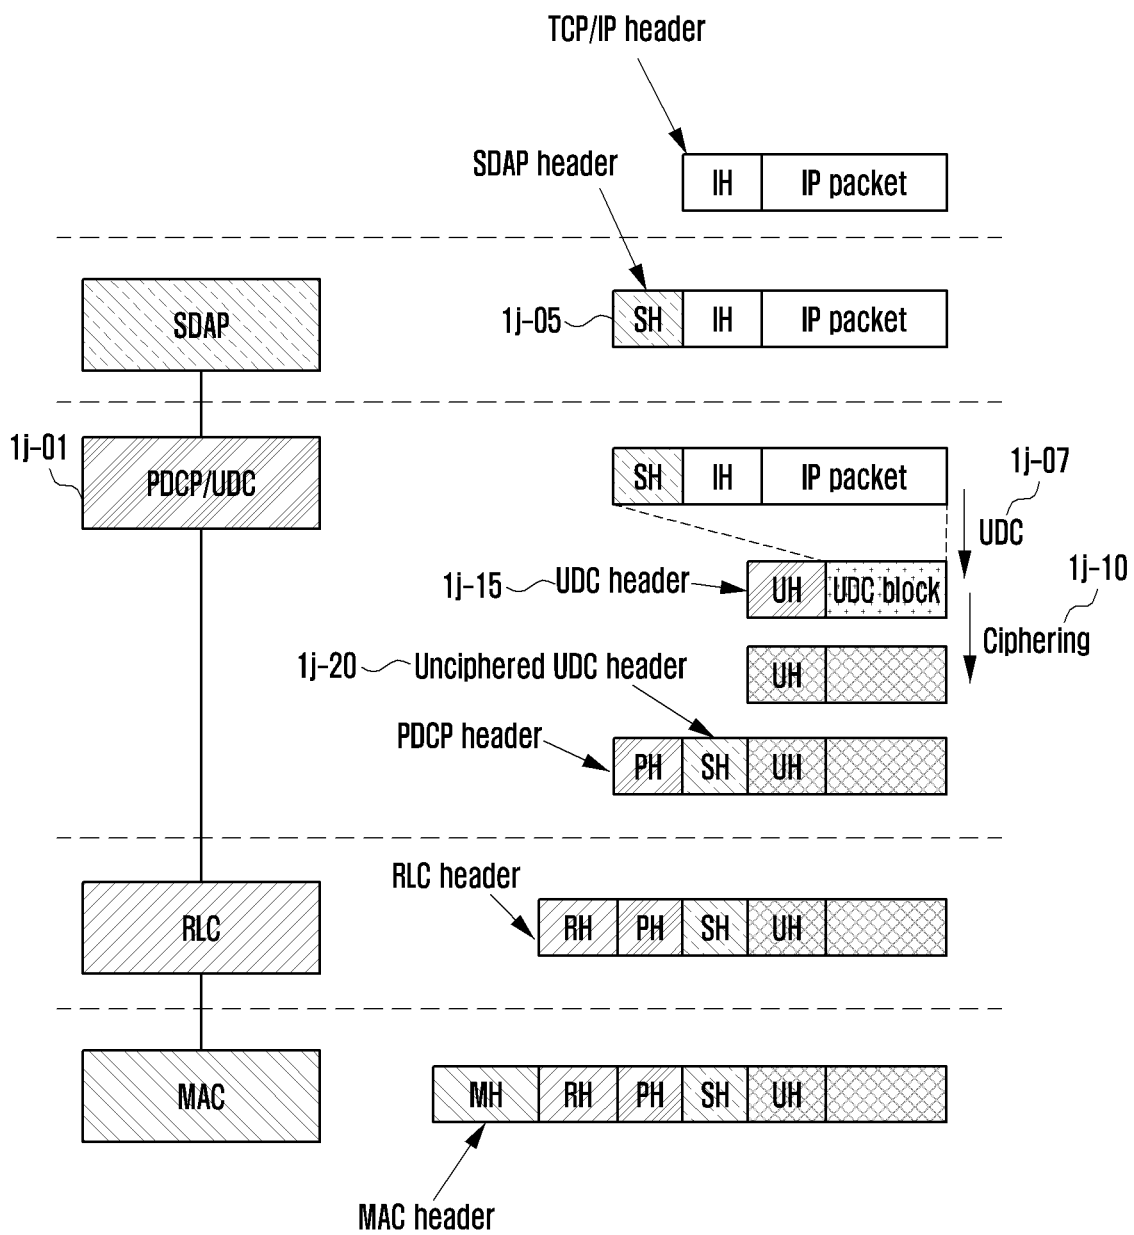 TCP/IP header
SDAP header
IH IP packet
SDAP
1j-05 SH IH IP packet
1j-01
PDCP/UDC
SH IH IP packet
1j-07
UDC
1j-15 UDC header UH UDC block
1j-10
Ciphering
1j-20 Unciphered UDC header UH
PDCP header PH SH UH
RLC header
RLC
RH PH SH UH
MAC
MH RH PH SH UH
MAC header